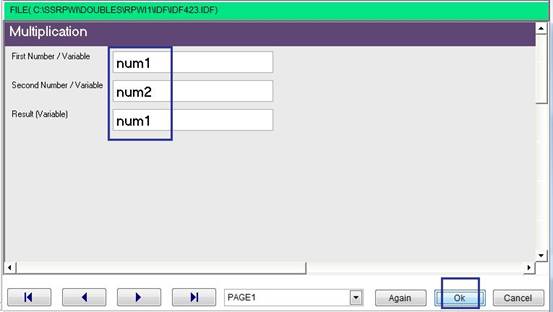 FILE( C:\SSRPWI\DOUBLES\RPWI1\IDF\IDF423.IDF)
Multiplication
First Number / Variable
num1
Second Number / Variable
num2
Result (Variable)
num1
PAGE1
Again
Ok
Cancel